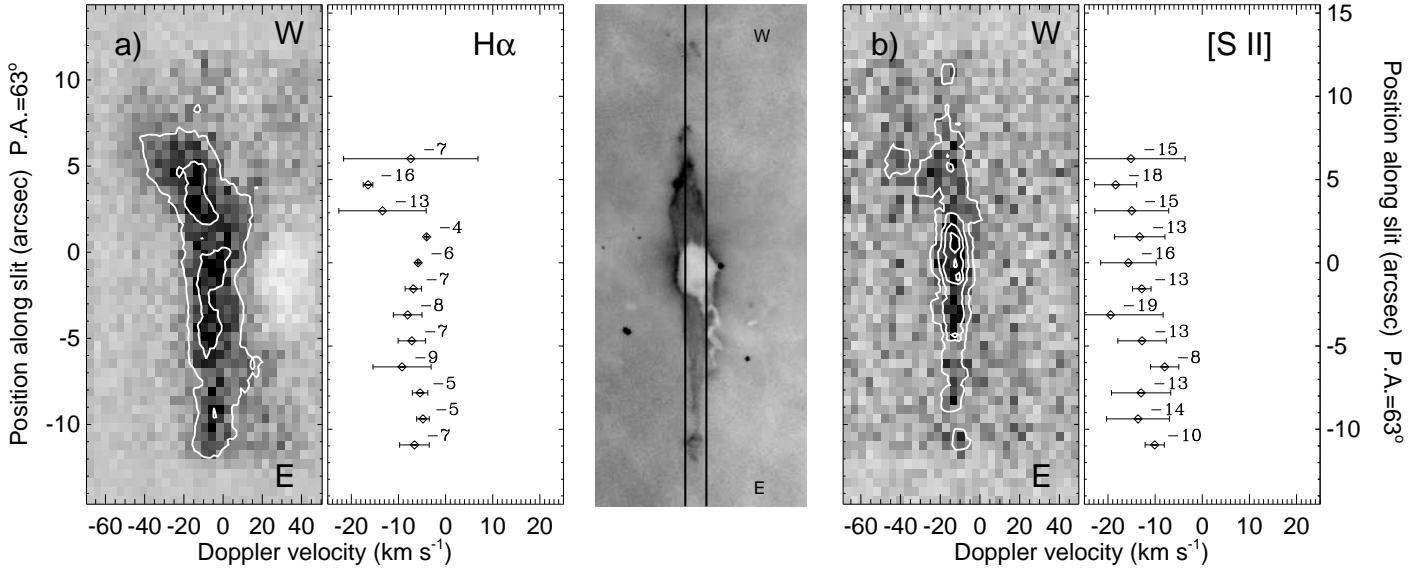 a)
W
Hα
−7
−16
−13
−4
−6
−7
−8
−7
−9
−5
−5
−7
E
10
5
0
-5
-10
Position along slit (arcsec) P.A.=63°
-60 -40 -20 0 20 40
-20 -10 0 10 20
Doppler velocity (km s⁻¹)
W
E
b)
W
[S II]
−15
−18
−15
−13
−16
−13
−19
−13
−8
−13
−14
−10
E
15
10
5
0
-5
-10
Position along slit (arcsec) P.A.=63°
-60 -40 -20 0 20 40
-20 -10 0 10 20
Doppler velocity (km s⁻¹)